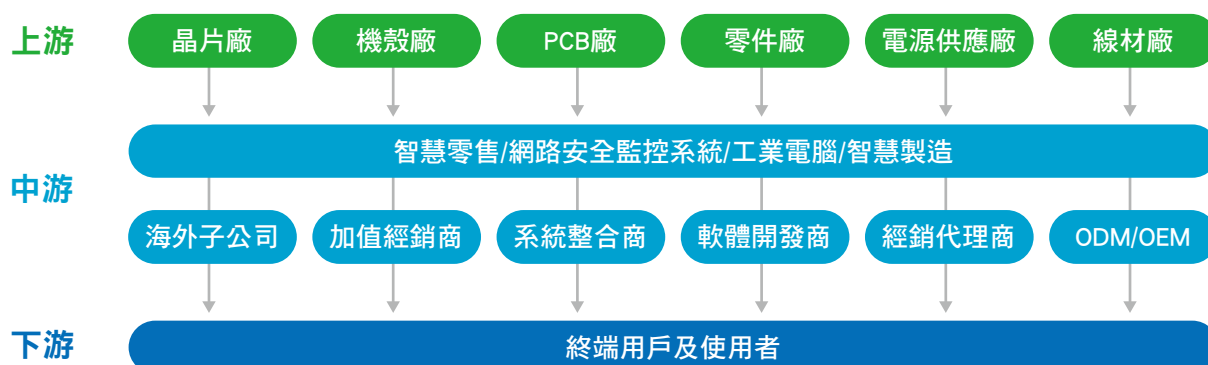 上游
晶片廠
機殼廠
PCB廠
零件廠
電源供應廠
線材廠
中游
智慧零售/網路安全監控系統/工業電腦/智慧製造
海外子公司
加值經銷商
系統整合商
軟體開發商
經銷代理商
ODM/OEM
下游
終端用戶及使用者